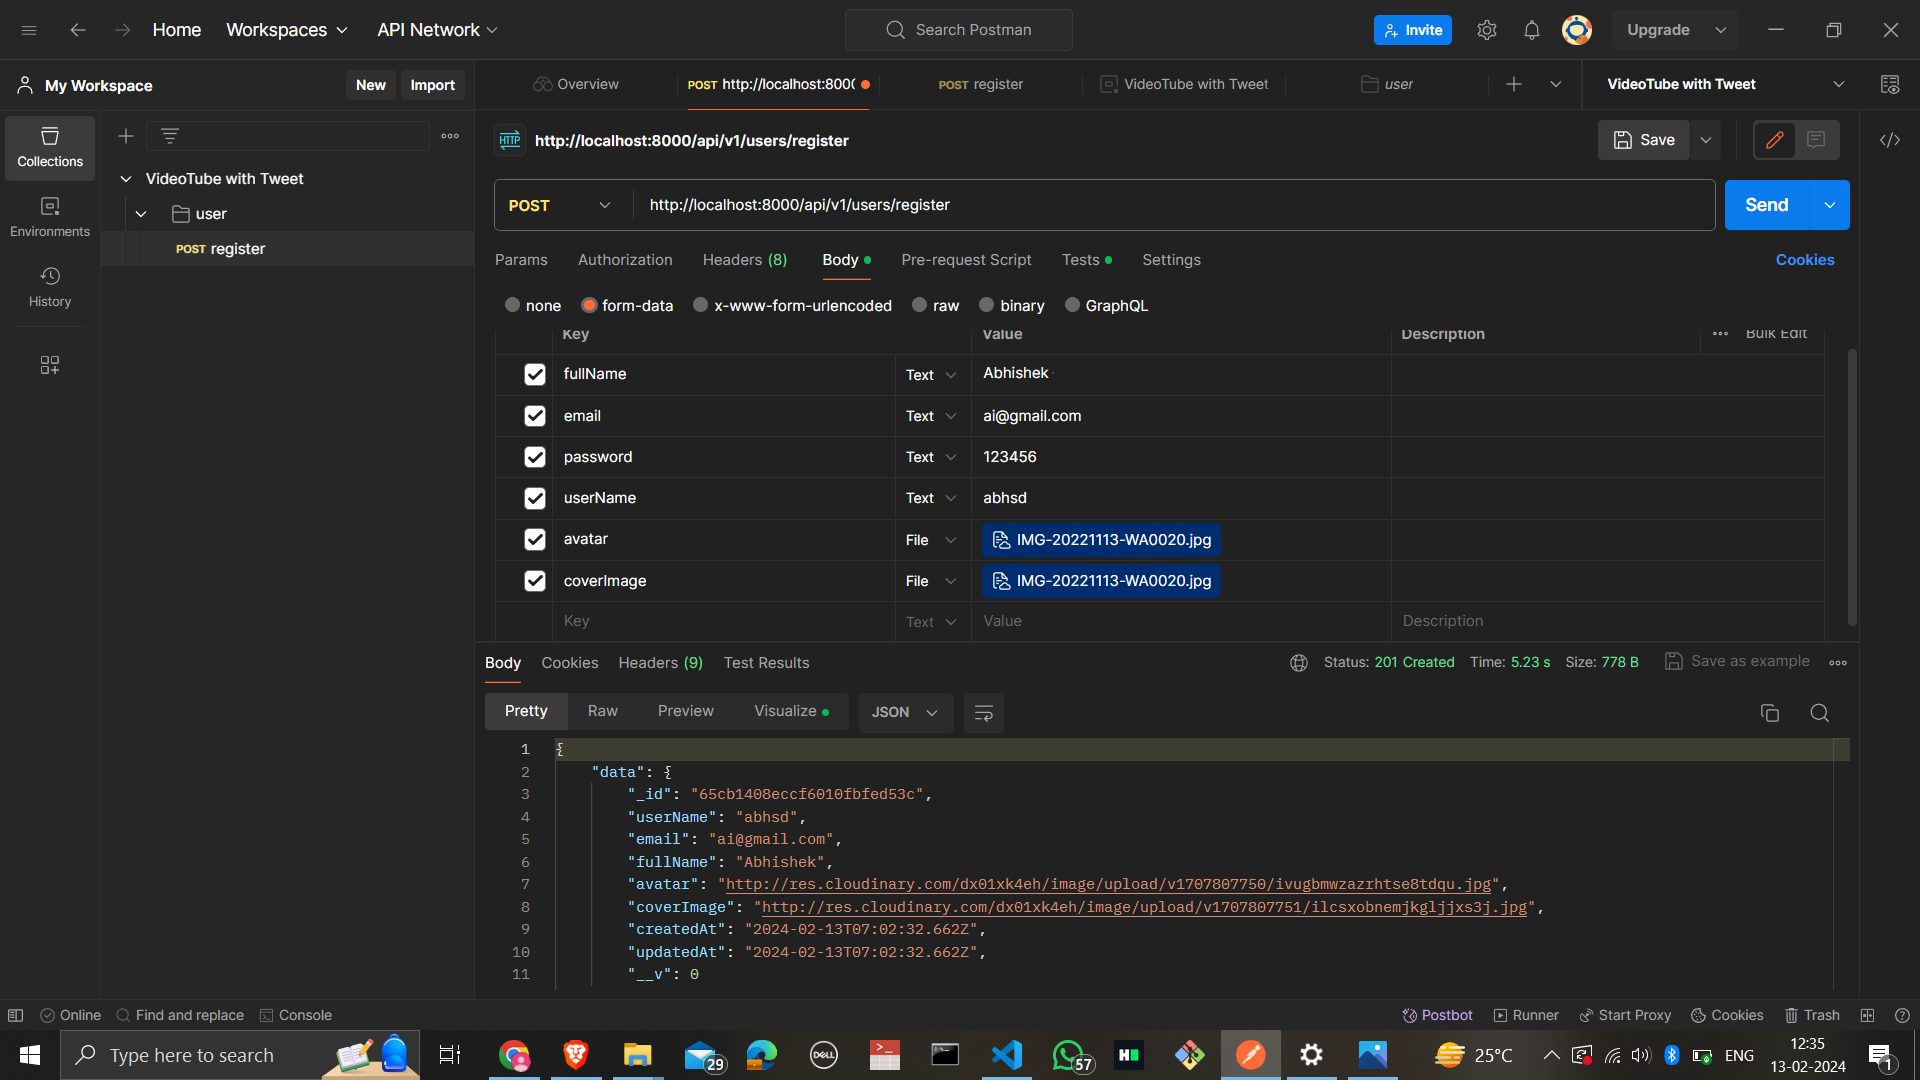 Home Workspaces API Network Search Postman Invite Upgrade
My Workspace New Import Overview POST http://localhost:8000 POST register VideoTube with Tweet user VideoTube with Tweet
Collections
VideoTube with Tweet
user
POST register
Environments
History
HTTP http://localhost:8000/api/v1/users/register Save
POST http://localhost:8000/api/v1/users/register Send
Params Authorization Headers (8) Body Pre-request Script Tests Settings Cookies
none form-data x-www-form-urlencoded raw binary GraphQL
Key Value Description Bulk Edit
fullName Text Abhishek
email Text ai@gmail.com
password Text 123456
userName Text abhsd
avatar File IMG-20221113-WA0020.jpg
coverImage File IMG-20221113-WA0020.jpg
Key Text Value Description
Body Cookies Headers (9) Test Results Status: 201 Created Time: 5.23 s Size: 778 B Save as example
Pretty Raw Preview Visualize JSON
1 {
2 "data": {
3 "_id": "65cb1408eccf6010fbfed53c",
4 "userName": "abhsd",
5 "email": "ai@gmail.com",
6 "fullName": "Abhishek",
7 "avatar": "http://res.cloudinary.com/dx01xk4eh/image/upload/v1707807750/ivugbmwzazrhtse8tdqu.jpg",
8 "coverImage": "http://res.cloudinary.com/dx01xk4eh/image/upload/v1707807751/ilcsxobnemjkgljjxs3j.jpg",
9 "createdAt": "2024-02-13T07:02:32.662Z",
10 "updatedAt": "2024-02-13T07:02:32.662Z",
11 "__v": 0
Online Find and replace Console Postbot Runner Start Proxy Cookies Trash
Type here to search 29 DELL 57 25°C ENG 12:35
13-02-2024 1